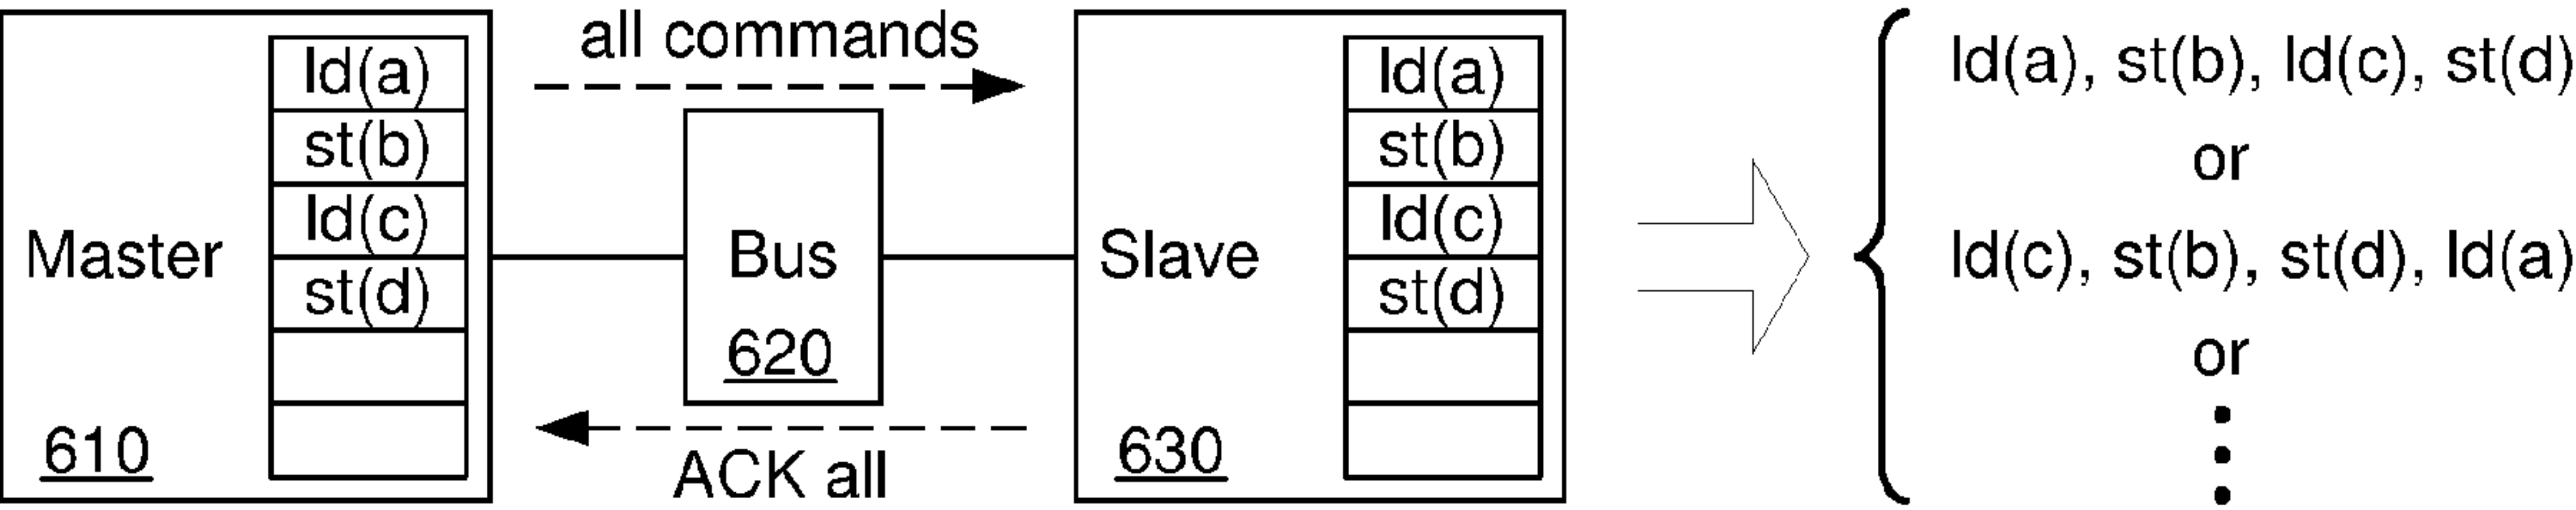 Master
610
ld(a)
st(b)
ld(c)
st(d)
all commands
Bus
620
ACK all
Slave
630
ld(a)
st(b)
ld(c)
st(d)
ld(a), st(b), ld(c), st(d)
or
ld(c), st(b), st(d), ld(a)
or